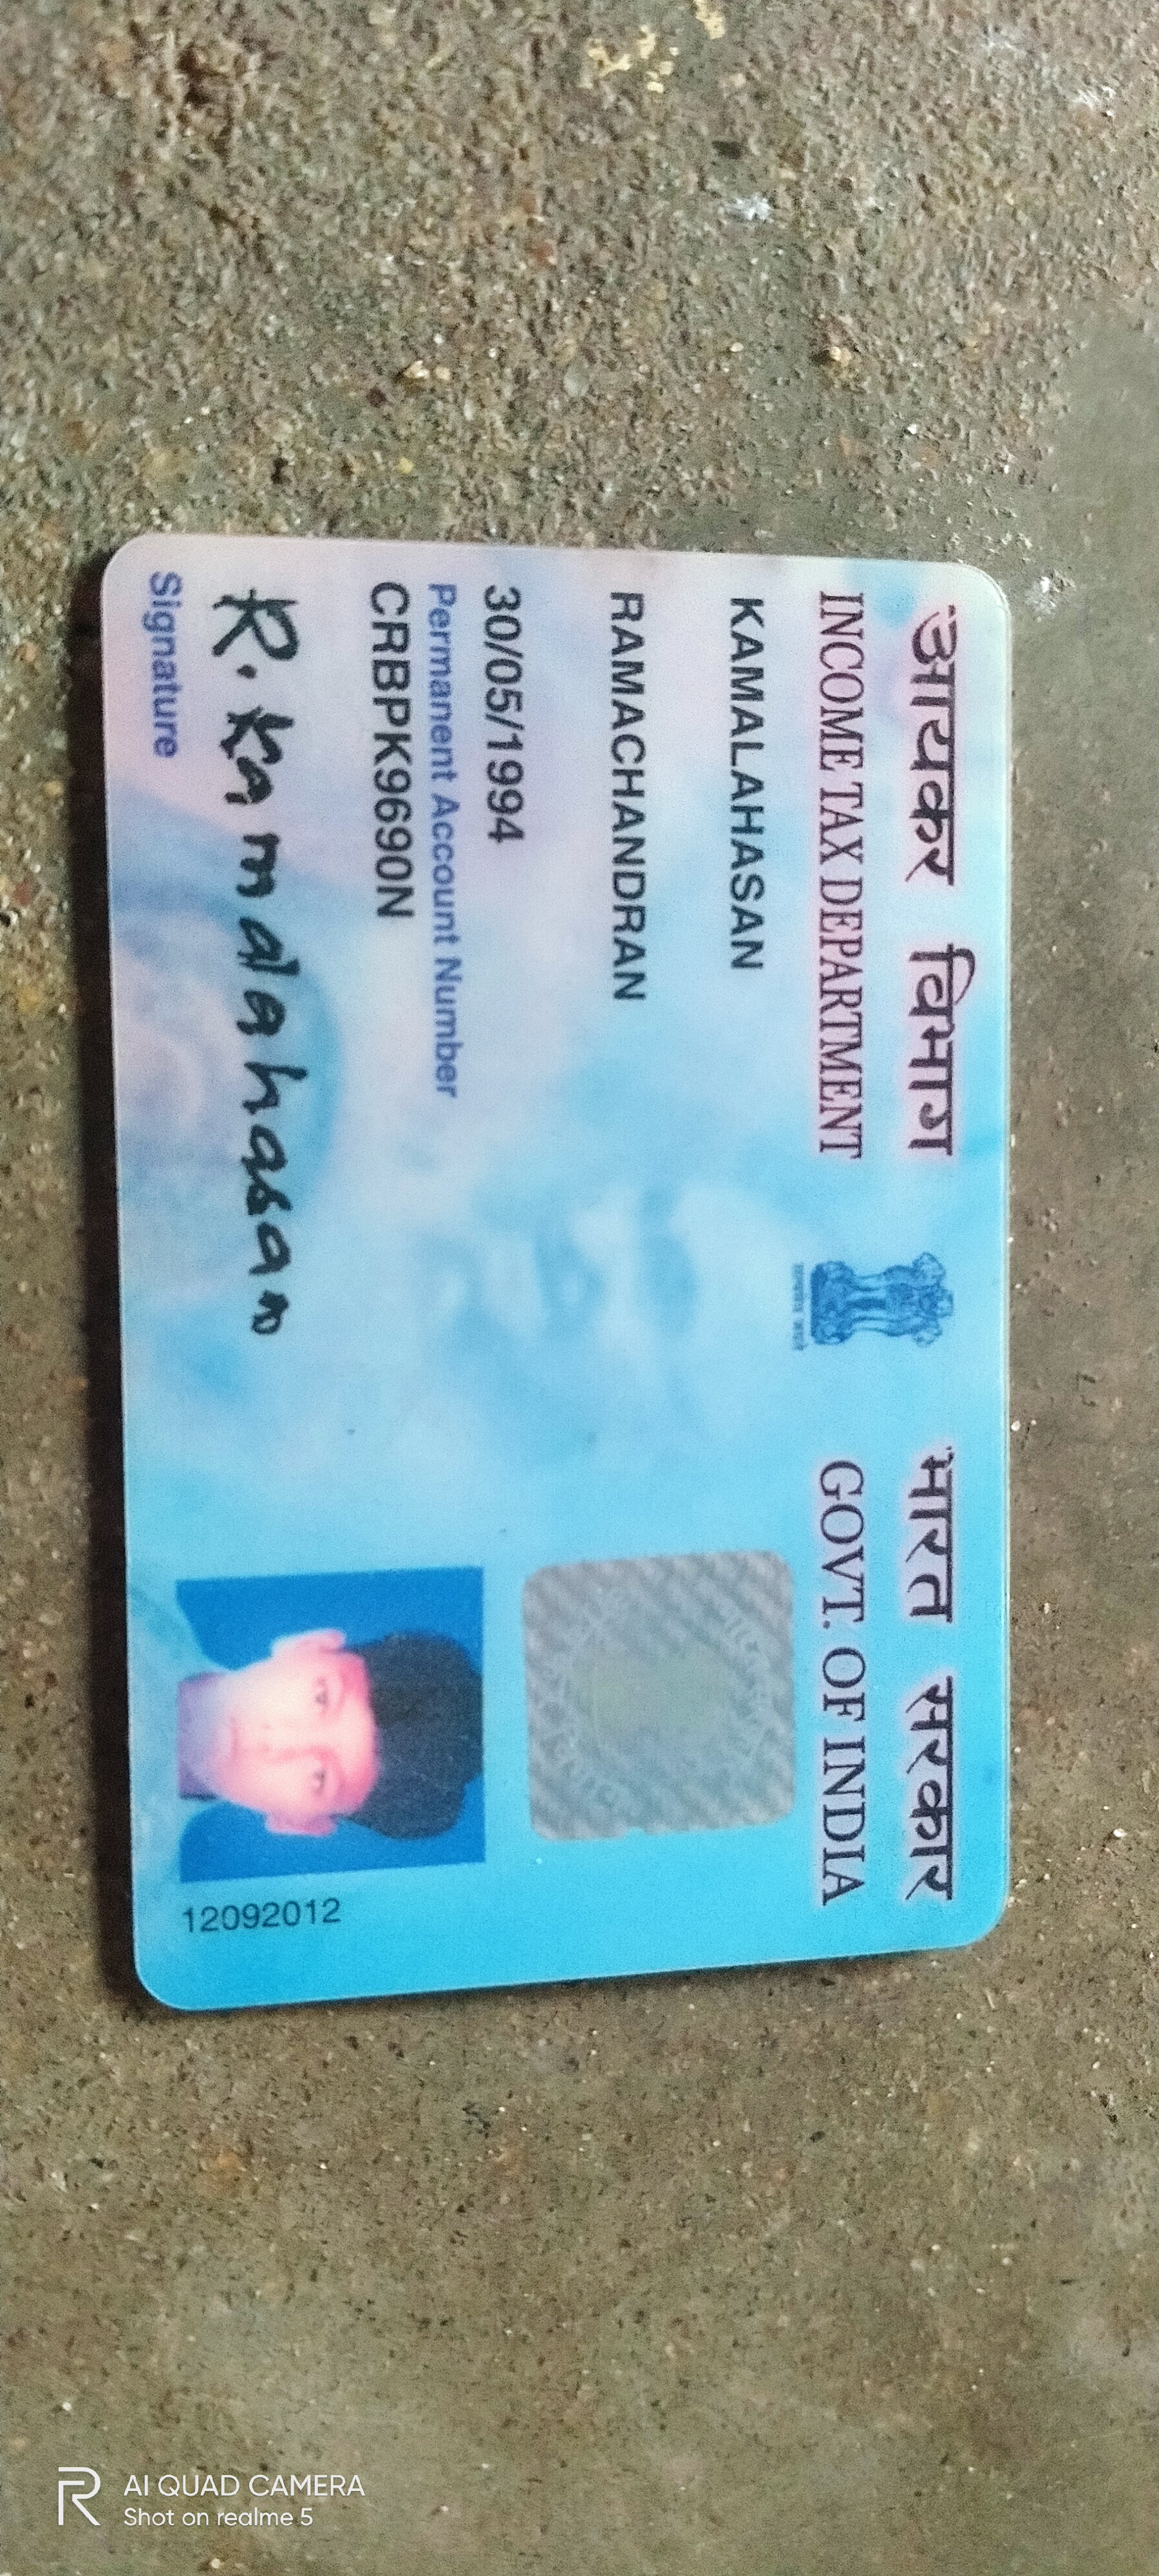 आयकर विभाग
INCOME TAX DEPARTMENT
भारत सरकार
GOVT. OF INDIA
KAMALAHASAN
RAMACHANDRAN
30/05/1994
Permanent Account Number
CRBPK9690N
R. Kamalahasan
Signature
12092012
AI QUAD CAMERA
Shot on realme 5